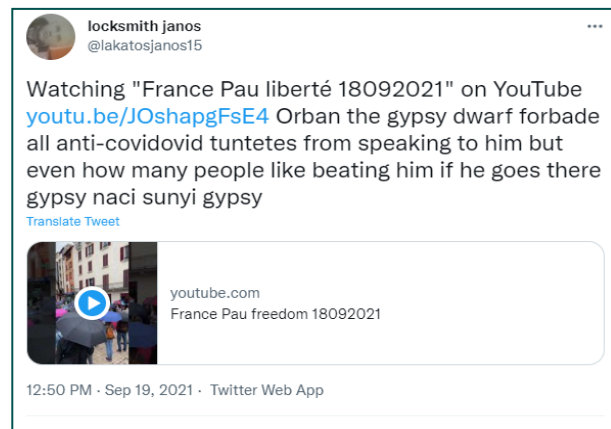 locksmith janos
@lakatosjanos15
Watching "France Pau liberté 18092021" on YouTube
youtu.be/JOshapgFsE4 Orban the gypsy dwarf forbade
all anti-covidovid tuntetes from speaking to him but
even how many people like beating him if he goes there
gypsy naci sunyi gypsy
Translate Tweet
youtube.com
France Pau freedom 18092021
12:50 PM · Sep 19, 2021 · Twitter Web App